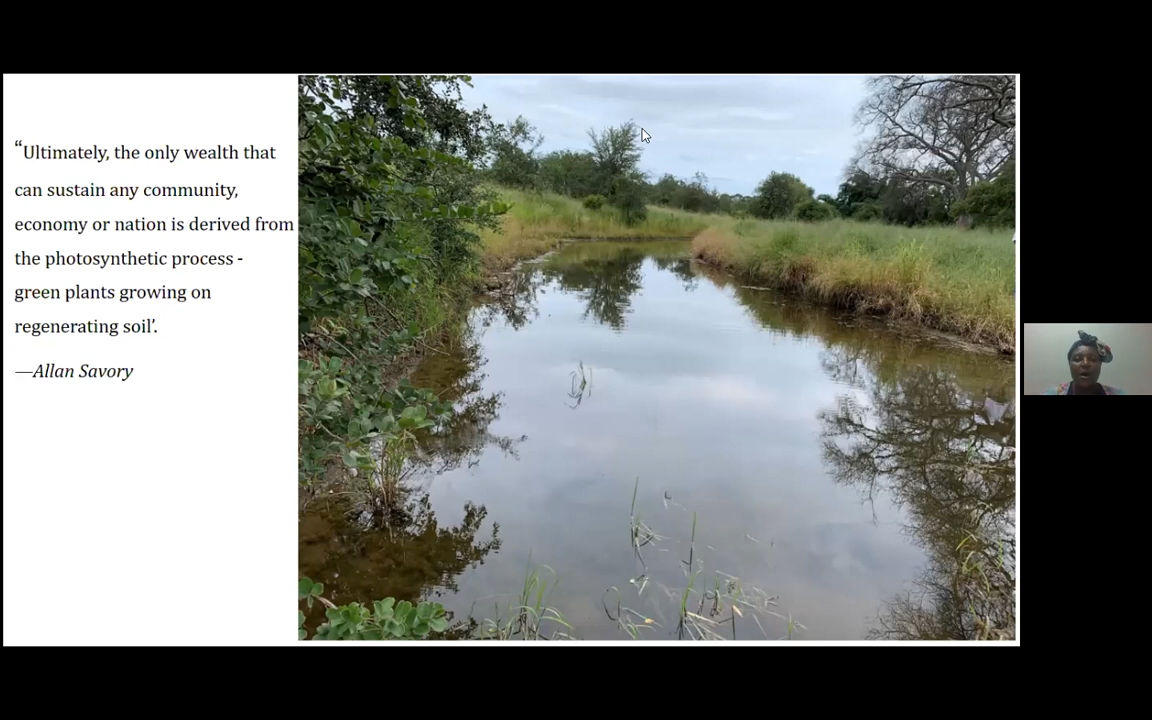 “Ultimately, the only wealth that
can sustain any community,
economy or nation is derived from
the photosynthetic process -
green plants growing on
regenerating soil’.
—Allan Savory